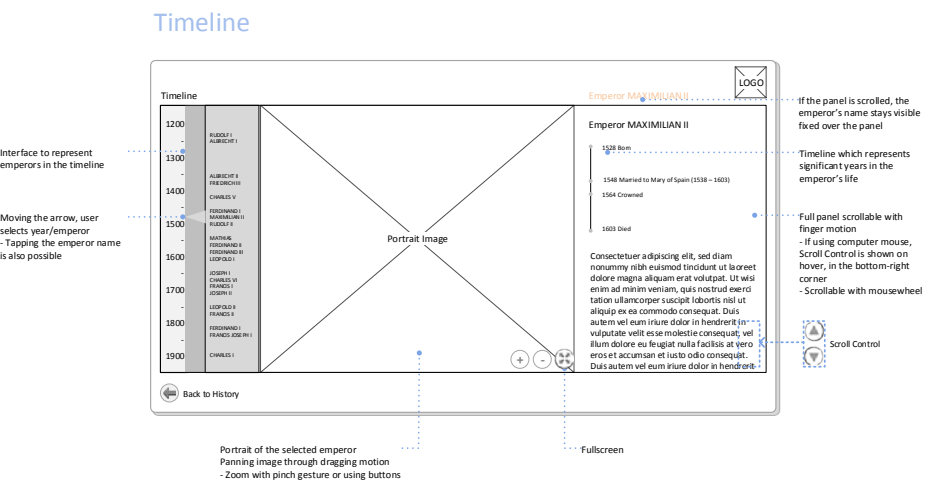 Timeline
LOGO
Timeline
Emperor MAXIMILIAN II
If the panel is scrolled, the
emperor's name stays visible
fixed over the panel
1200
1300
1400
1500
1600
1700
1800
1900
RUDOLF I
ALBRECHT I
ALBRECHT II
FRIEDRICH III
CHARLES V
FERDINAND I
MAXIMILIAN II
RUDOLF II
MATHIAS
FERDINAND II
FERDINAND III
LEOPOLD I
JOSEPH I
CHARLES VI
FRANCIS I
JOSEPH II
LEOPOLD II
FRANCIS II
FERDINAND I
FRANCIS JOSEPH I
CHARLES I
Interface to represent
emperors in the timeline
Moving the arrow, user
selects year/emperor
- Tapping the emperor name
is also possible
Portrait Image
+
-
Emperor MAXIMILIAN II
1528 Born
1548 Married to Mary of Spain (1538 – 1603)
1564 Crowned
1603 Died
Consectetuer adipiscing elit, sed diam
nonummy nibh euismod tincidunt ut laoreet
dolore magna aliquam erat volutpat. Ut wisi
enim ad minim veniam, quis nostrud exerci
tation ullamcorper suscipit lobortis nisl ut
aliquip ex ea commodo consequat. Duis
autem vel eum iriure dolor in hendrerit in
vulputate velit esse molestie consequat, vel
illum dolore eu feugiat nulla facilisis at vero
eros et accumsan et iusto odio consequat.
Duis autem vel eum iriure dolor in hendrerit
Timeline which represents
significant years in the
emperor's life
Full panel scrollable with
finger motion
- If using computer mouse,
Scroll Control is shown on
hover, in the bottom-right
corner
- Scrollable with mousewheel
Scroll Control
Back to History
Portrait of the selected emperor
Panning image through dragging motion
- Zoom with pinch gesture or using buttons
Fullscreen